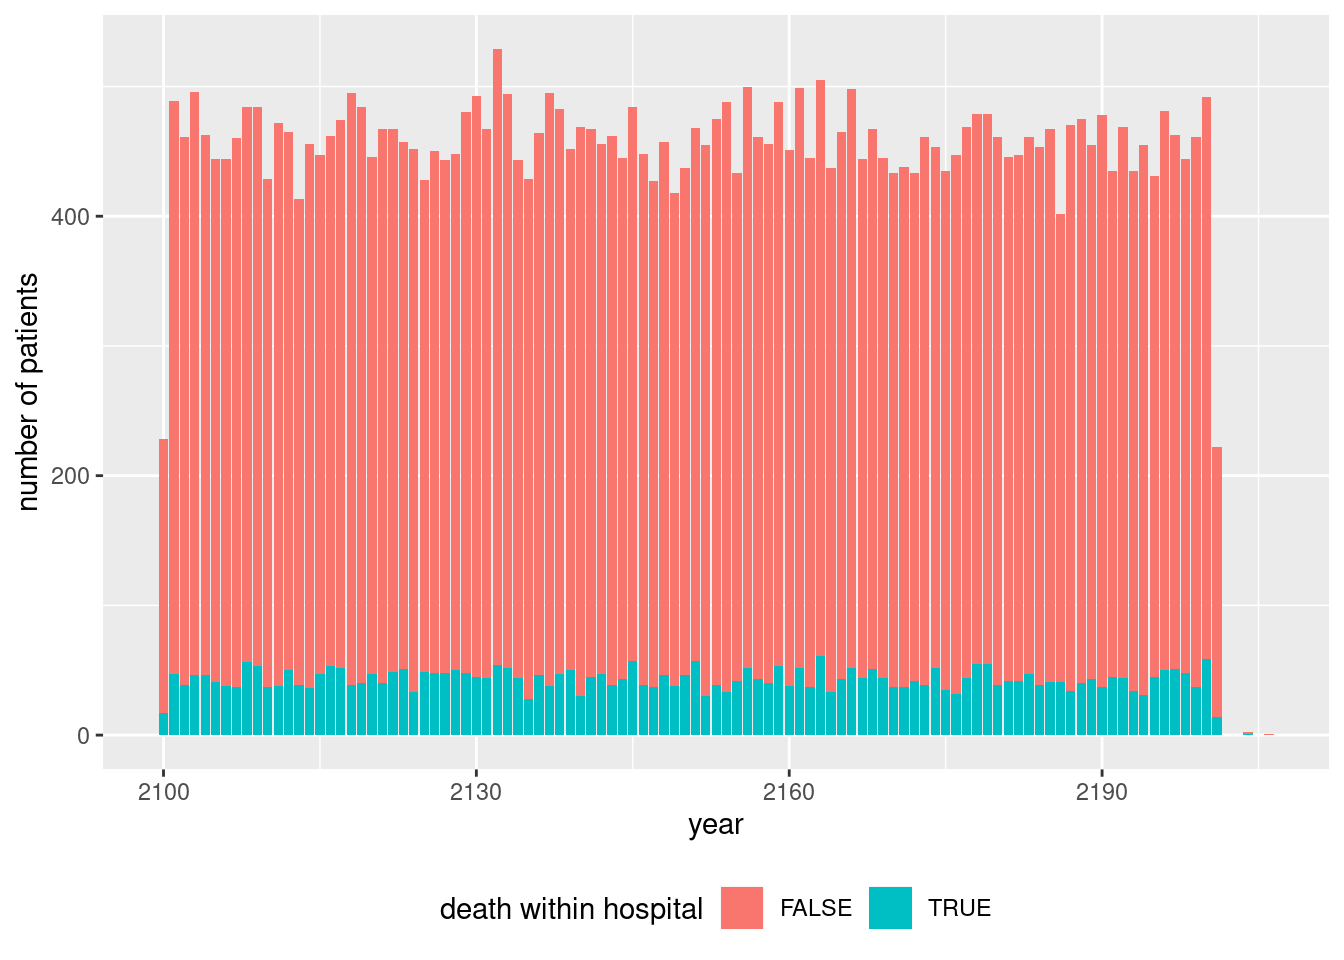 number of patients
400
200
0
2100 2130 2160 2190
year
death within hospital FALSE TRUE